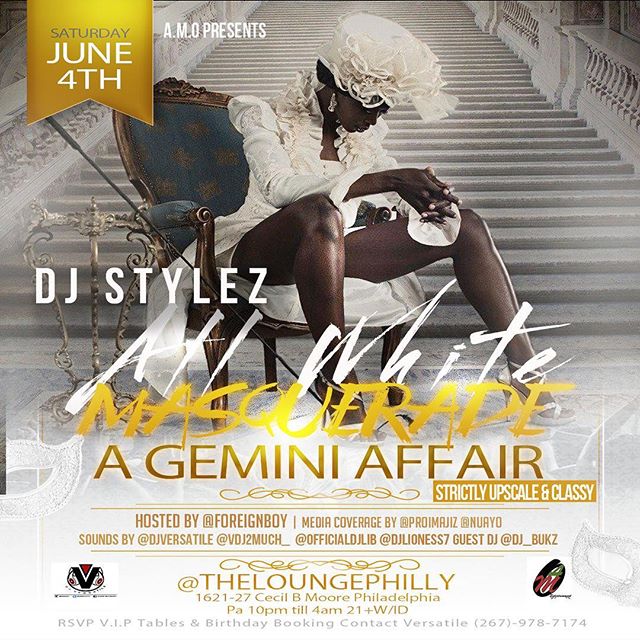 SATURDAY
JUNE
4TH
A.M.O PRESENTS
DJ STYLEZ
All White
MASQUERADE
A GEMINI AFFAIR
STRICTLY UPSCALE & CLASSY
HOSTED BY @FOREIGNBOY | MEDIA COVERAGE BY @PROIMAJIZ @NUAYO
SOUNDS BY @DJVERSATILE @VDJ2MUCH_ @OFFICIALDJLIB @DJLIONESS7 GUEST DJ @DJ_BUKZ
@THELOUNGEPHILLY
1621-27 Cecil B Moore Philadelphia
Pa 10pm till 4am 21+W/ID
RSVP V.I.P Tables & Birthday Booking Contact Versatile (267)-978-7174